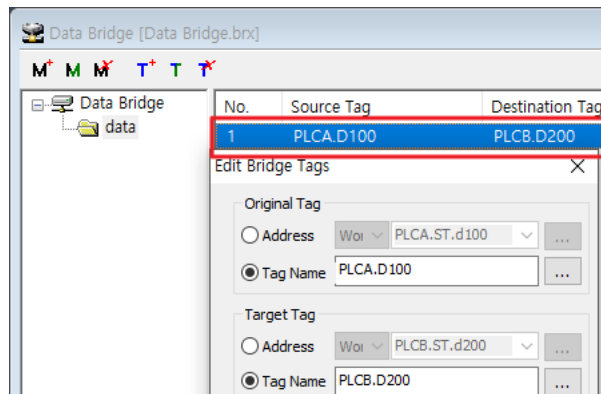 Data Bridge [Data Bridge.brx]
M+ M M T+ T T
Data Bridge
data
No. Source Tag Destination Tag
1 PLCA.D100 PLCB.D200
Edit Bridge Tags
Original Tag
Address Wor PLCA.ST.d100 ...
Tag Name PLCA.D100 ...
Target Tag
Address Wor PLCB.ST.d200 ...
Tag Name PLCB.D200 ...